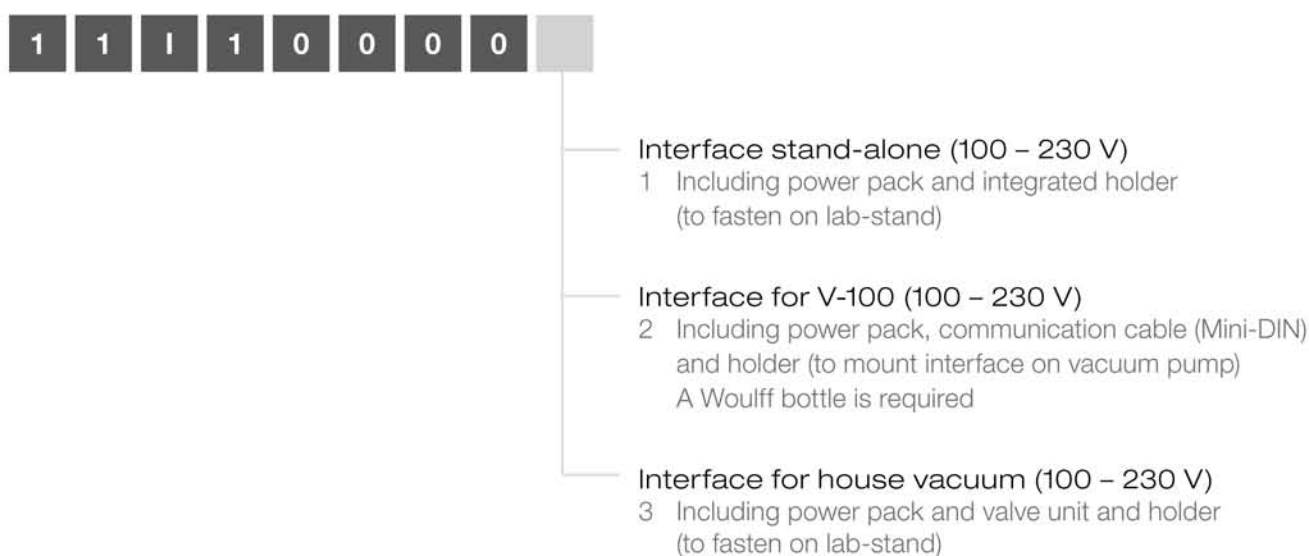 1 1 I 1 0 0 0 0
Interface stand-alone (100 – 230 V)
1 Including power pack and integrated holder
(to fasten on lab-stand)
Interface for V-100 (100 – 230 V)
2 Including power pack, communication cable (Mini-DIN)
and holder (to mount interface on vacuum pump)
A Woulff bottle is required
Interface for house vacuum (100 – 230 V)
3 Including power pack and valve unit and holder
(to fasten on lab-stand)